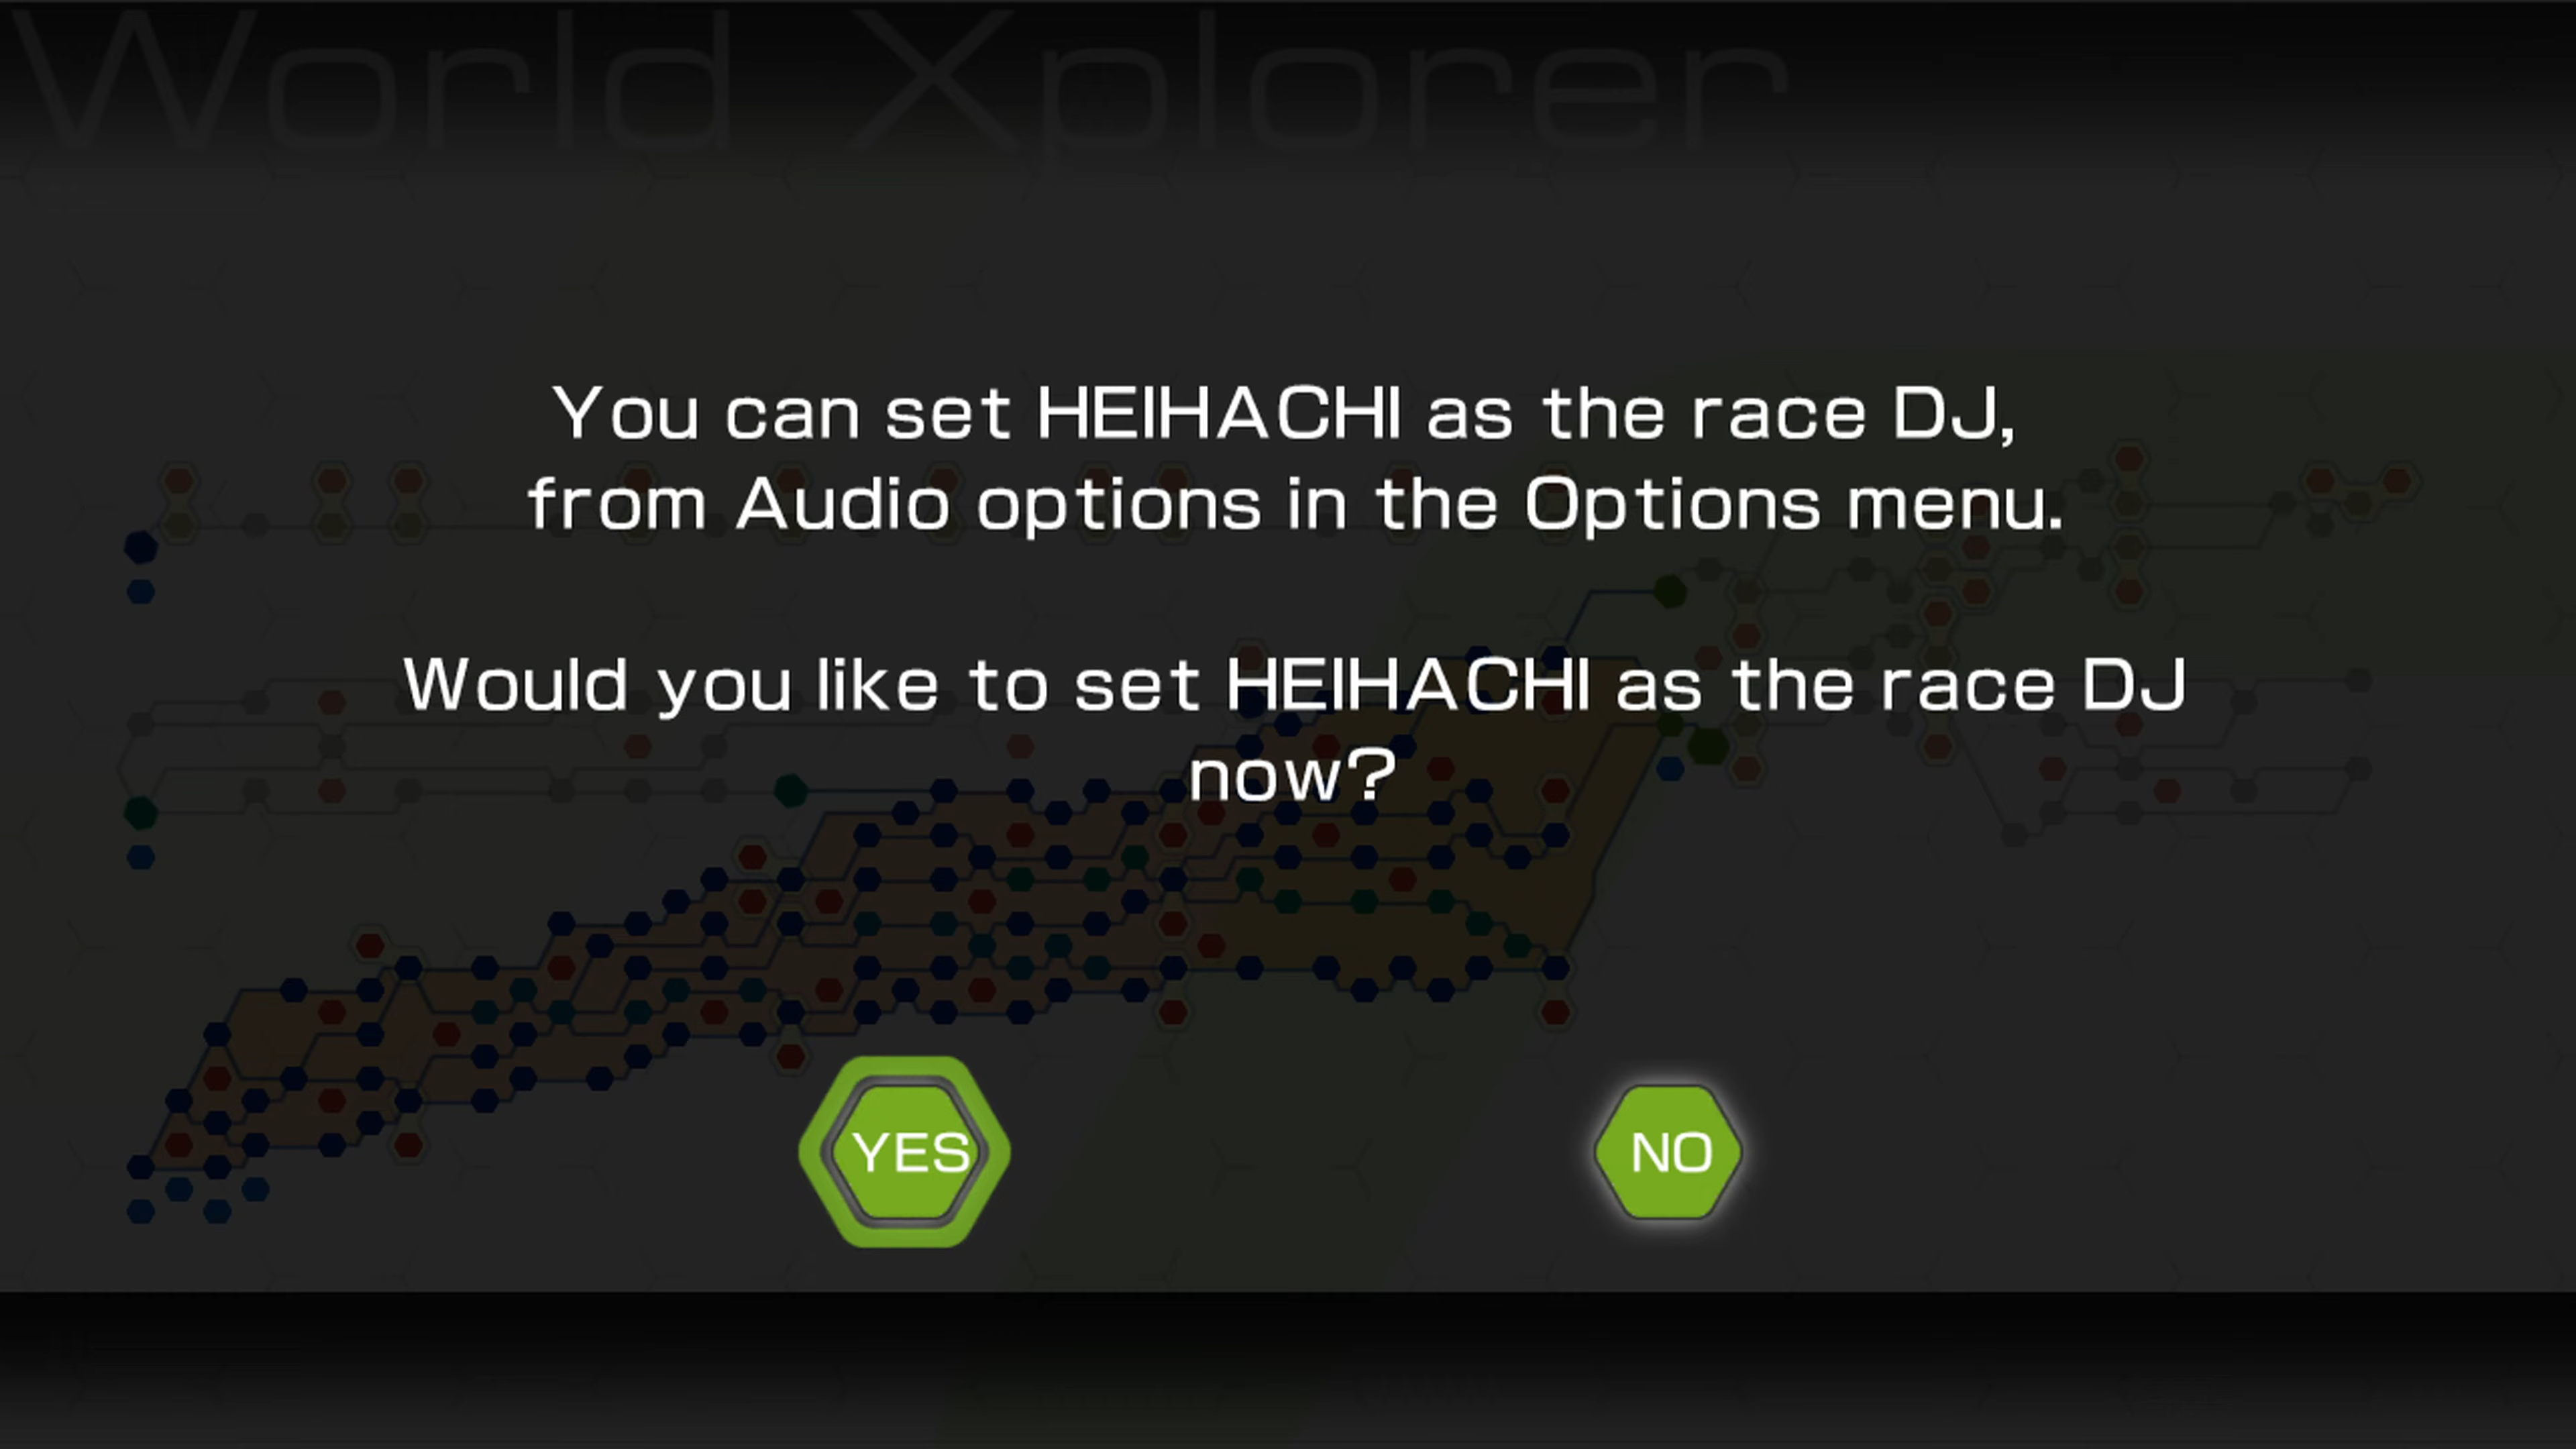 World Xplorer
You can set HEIHACHI as the race DJ,
from Audio options in the Options menu.
Would you like to set HEIHACHI as the race DJ
now?
YES
NO